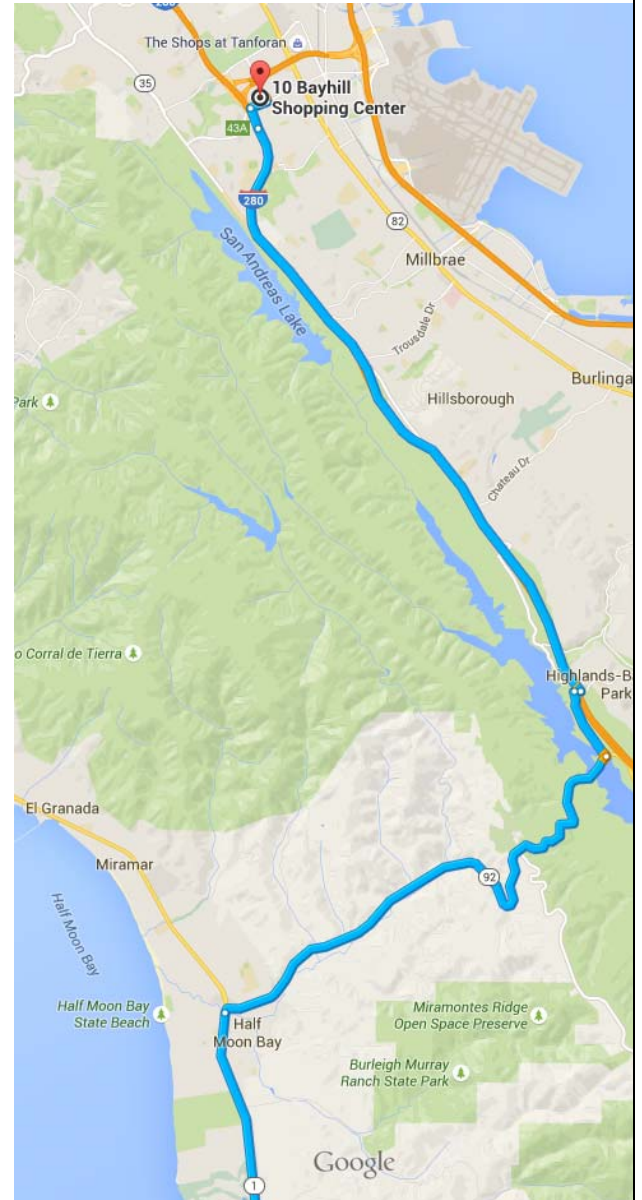 280
The Shops at Tanforan
35
10 Bayhill
Shopping Center
43A
280
82
San Andreas Lake
Millbrae
Trousdale Dr
Burlinga
Hillsborough
Park
Chateau Dr
o Corral de Tierra
Highlands-B
Park
El Granada
Miramar
92
Half Moon Bay
Half Moon Bay
State Beach
Half
Moon Bay
Miramontes Ridge
Open Space Preserve
Burleigh Murray
Ranch State Park
Google
1